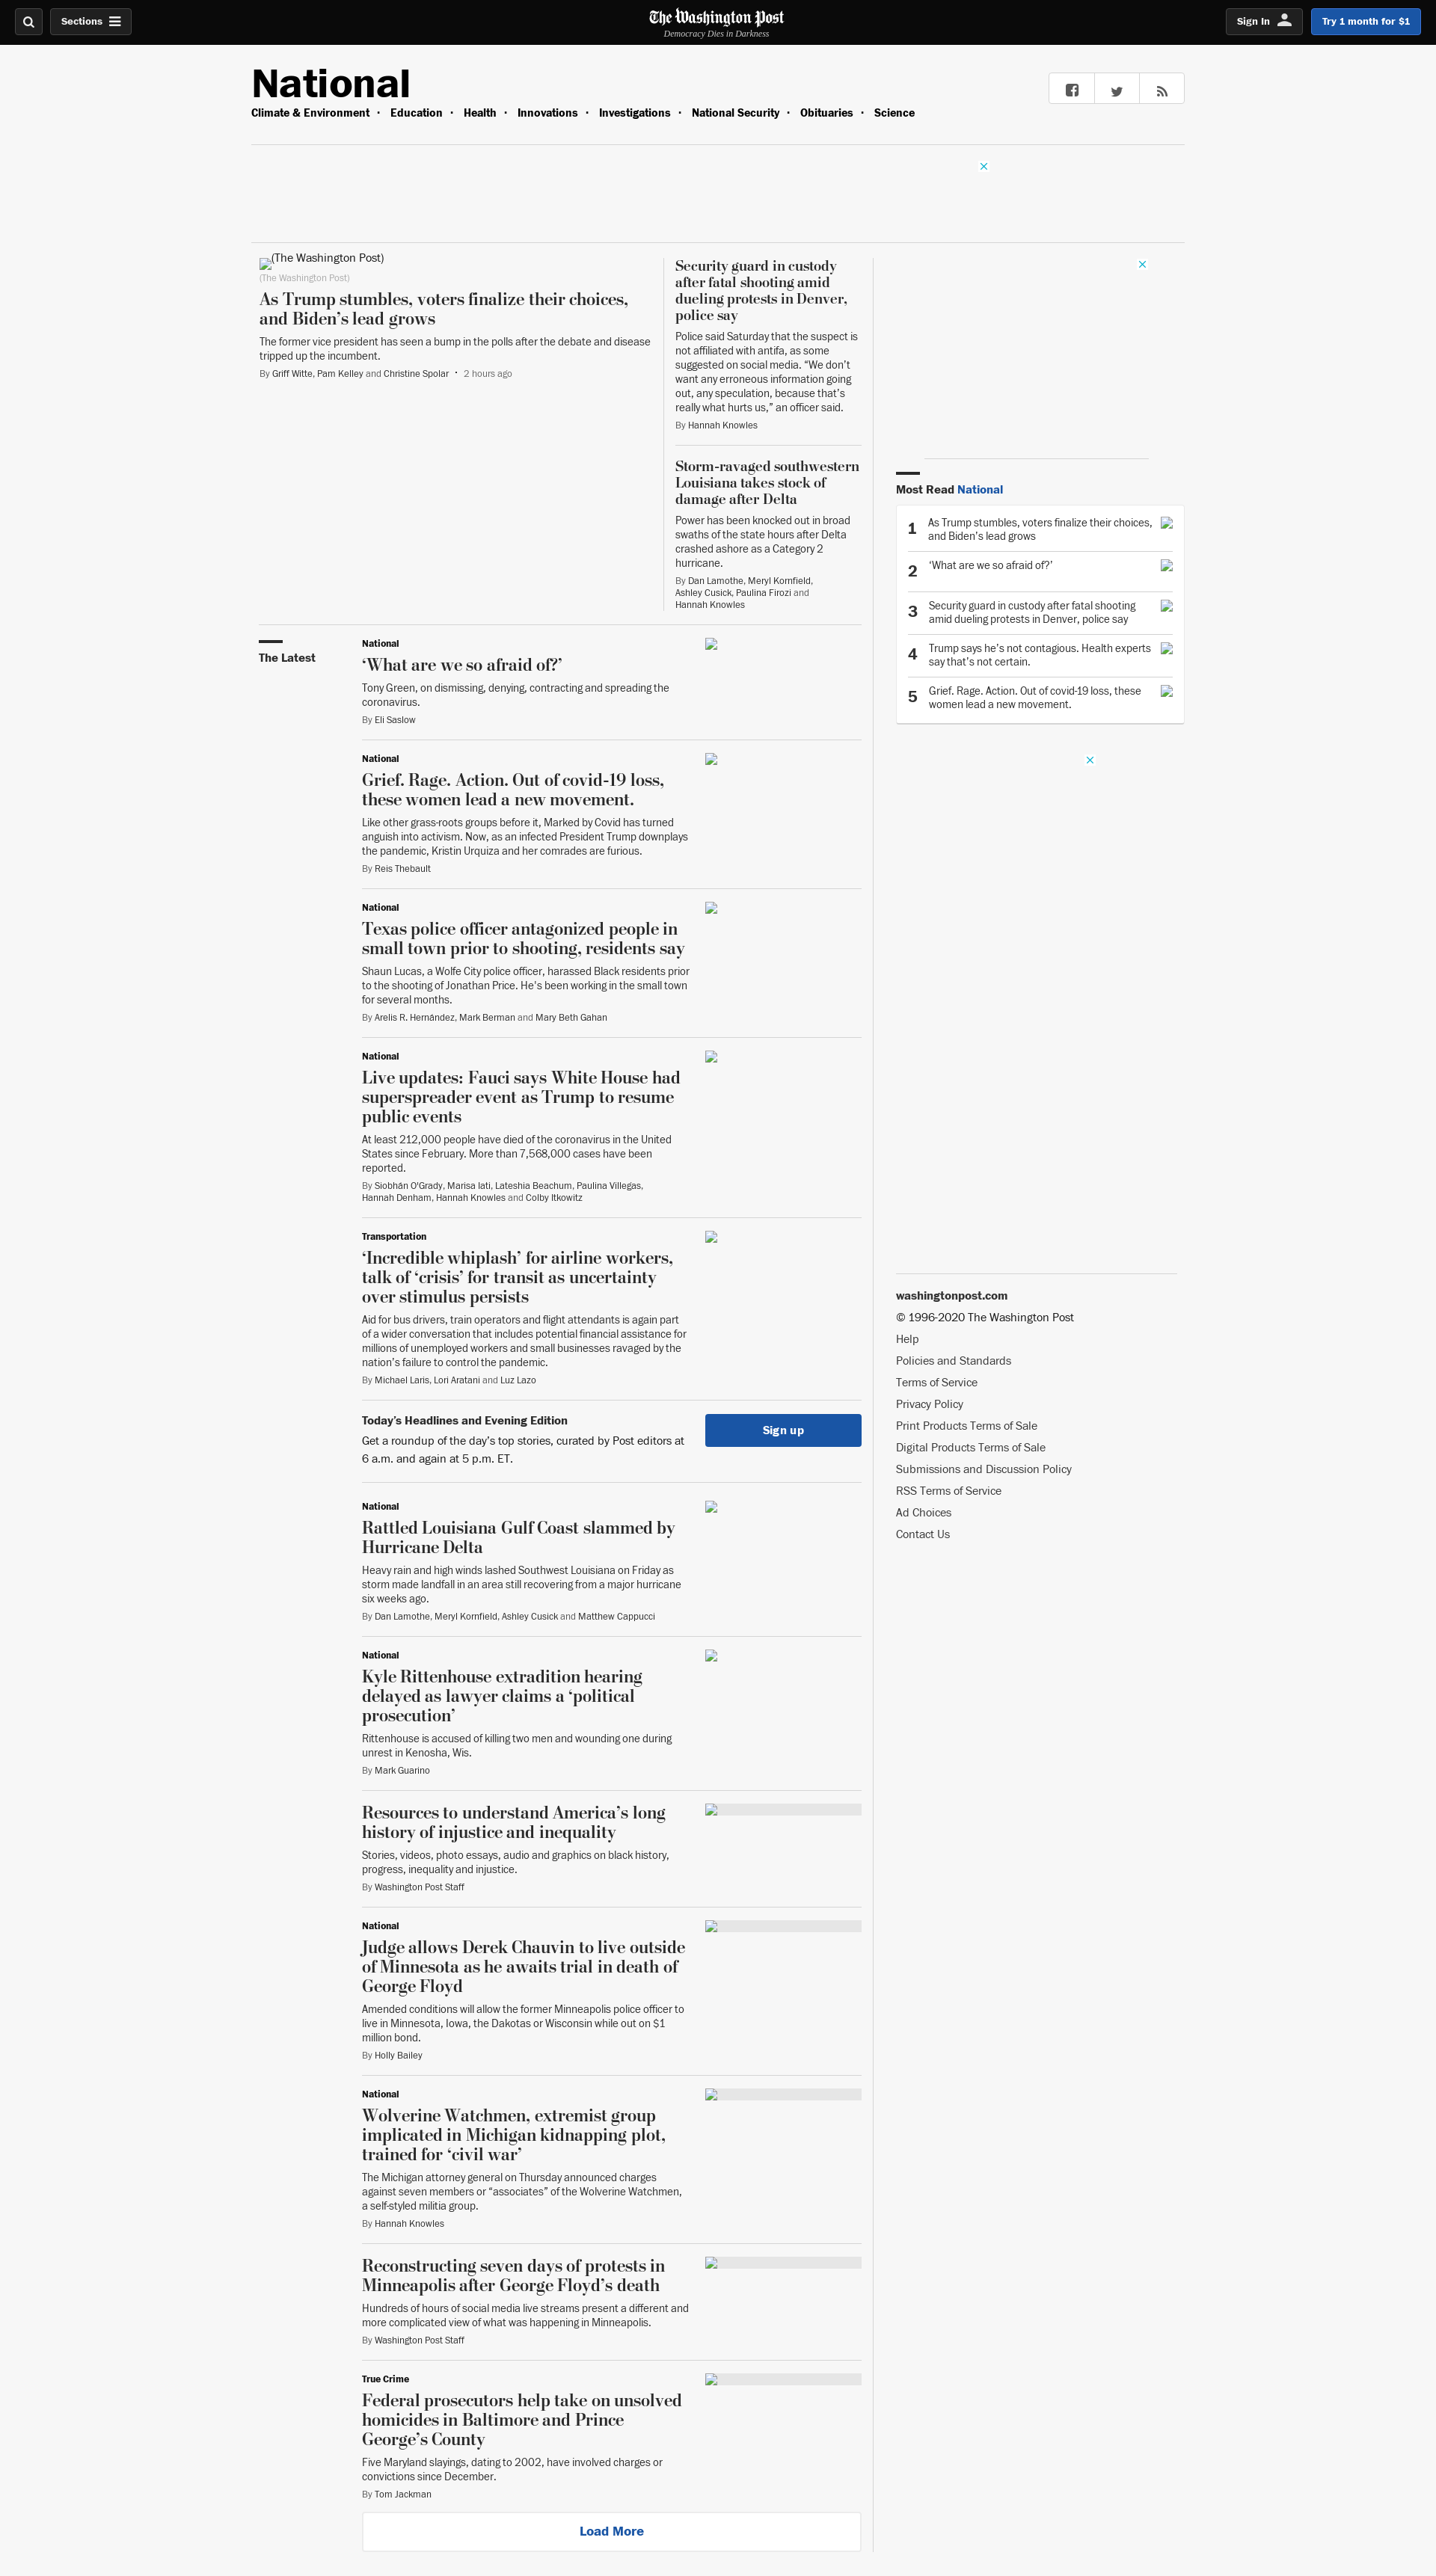 Sections
The Washington Post
Democracy Dies in Darkness
Sign In
Try 1 month for $1
National
Climate & Environment • Education • Health • Innovations • Investigations • National Security • Obituaries • Science
(The Washington Post)
(The Washington Post)
As Trump stumbles, voters finalize their choices,
and Biden’s lead grows
The former vice president has seen a bump in the polls after the debate and disease
tripped up the incumbent.
By Griff Witte, Pam Kelley and Christine Spolar • 2 hours ago
Security guard in custody
after fatal shooting amid
dueling protests in Denver,
police say
Police said Saturday that the suspect is
not affiliated with antifa, as some
suggested on social media. “We don’t
want any erroneous information going
out, any speculation, because that’s
really what hurts us,” an officer said.
By Hannah Knowles
Storm-ravaged southwestern
Louisiana takes stock of
damage after Delta
Power has been knocked out in broad
swaths of the state hours after Delta
crashed ashore as a Category 2
hurricane.
By Dan Lamothe, Meryl Kornfield,
Ashley Cusick, Paulina Firozi and
Hannah Knowles
Most Read National
1 As Trump stumbles, voters finalize their choices,
and Biden’s lead grows
2 ‘What are we so afraid of?’
3 Security guard in custody after fatal shooting
amid dueling protests in Denver, police say
4 Trump says he’s not contagious. Health experts
say that’s not certain.
5 Grief. Rage. Action. Out of covid-19 loss, these
women lead a new movement.
The Latest
National
‘What are we so afraid of?’
Tony Green, on dismissing, denying, contracting and spreading the
coronavirus.
By Eli Saslow
National
Grief. Rage. Action. Out of covid-19 loss,
these women lead a new movement.
Like other grass-roots groups before it, Marked by Covid has turned
anguish into activism. Now, as an infected President Trump downplays
the pandemic, Kristin Urquiza and her comrades are furious.
By Reis Thebault
National
Texas police officer antagonized people in
small town prior to shooting, residents say
Shaun Lucas, a Wolfe City police officer, harassed Black residents prior
to the shooting of Jonathan Price. He's been working in the small town
for several months.
By Arelis R. Hernández, Mark Berman and Mary Beth Gahan
National
Live updates: Fauci says White House had
superspreader event as Trump to resume
public events
At least 212,000 people have died of the coronavirus in the United
States since February. More than 7,568,000 cases have been
reported.
By Siobhán O'Grady, Marisa Iati, Lateshia Beachum, Paulina Villegas,
Hannah Denham, Hannah Knowles and Colby Itkowitz
Transportation
‘Incredible whiplash’ for airline workers,
talk of ‘crisis’ for transit as uncertainty
over stimulus persists
Aid for bus drivers, train operators and flight attendants is again part
of a wider conversation that includes potential financial assistance for
millions of unemployed workers and small businesses ravaged by the
nation’s failure to control the pandemic.
By Michael Laris, Lori Aratani and Luz Lazo
Today’s Headlines and Evening Edition
Get a roundup of the day’s top stories, curated by Post editors at
6 a.m. and again at 5 p.m. ET.
Sign up
National
Rattled Louisiana Gulf Coast slammed by
Hurricane Delta
Heavy rain and high winds lashed Southwest Louisiana on Friday as
storm made landfall in an area still recovering from a major hurricane
six weeks ago.
By Dan Lamothe, Meryl Kornfield, Ashley Cusick and Matthew Cappucci
National
Kyle Rittenhouse extradition hearing
delayed as lawyer claims a ‘political
prosecution’
Rittenhouse is accused of killing two men and wounding one during
unrest in Kenosha, Wis.
By Mark Guarino
Resources to understand America’s long
history of injustice and inequality
Stories, videos, photo essays, audio and graphics on black history,
progress, inequality and injustice.
By Washington Post Staff
National
Judge allows Derek Chauvin to live outside
of Minnesota as he awaits trial in death of
George Floyd
Amended conditions will allow the former Minneapolis police officer to
live in Minnesota, Iowa, the Dakotas or Wisconsin while out on $1
million bond.
By Holly Bailey
National
Wolverine Watchmen, extremist group
implicated in Michigan kidnapping plot,
trained for ‘civil war’
The Michigan attorney general on Thursday announced charges
against seven members or “associates” of the Wolverine Watchmen,
a self-styled militia group.
By Hannah Knowles
Reconstructing seven days of protests in
Minneapolis after George Floyd’s death
Hundreds of hours of social media live streams present a different and
more complicated view of what was happening in Minneapolis.
By Washington Post Staff
True Crime
Federal prosecutors help take on unsolved
homicides in Baltimore and Prince
George’s County
Five Maryland slayings, dating to 2002, have involved charges or
convictions since December.
By Tom Jackman
Load More
washingtonpost.com
© 1996-2020 The Washington Post
Help
Policies and Standards
Terms of Service
Privacy Policy
Print Products Terms of Sale
Digital Products Terms of Sale
Submissions and Discussion Policy
RSS Terms of Service
Ad Choices
Contact Us